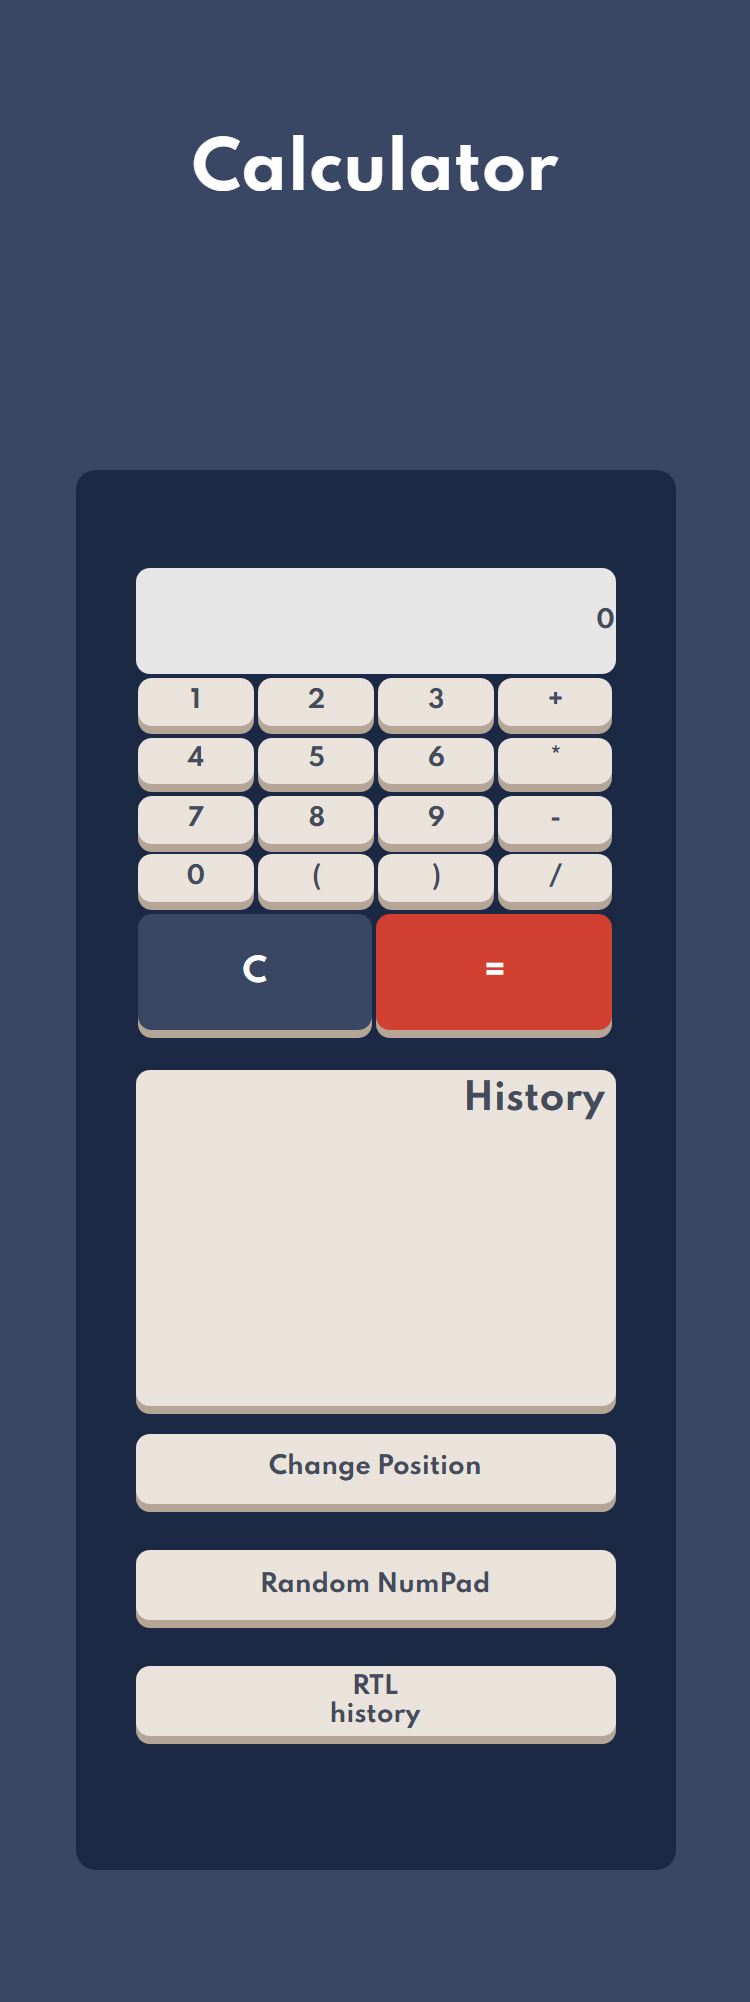 Calculator
0
1 2 3 +
4 5 6 *
7 8 9 -
0 ( ) /
C =
History
Change Position
Random NumPad
RTL
history